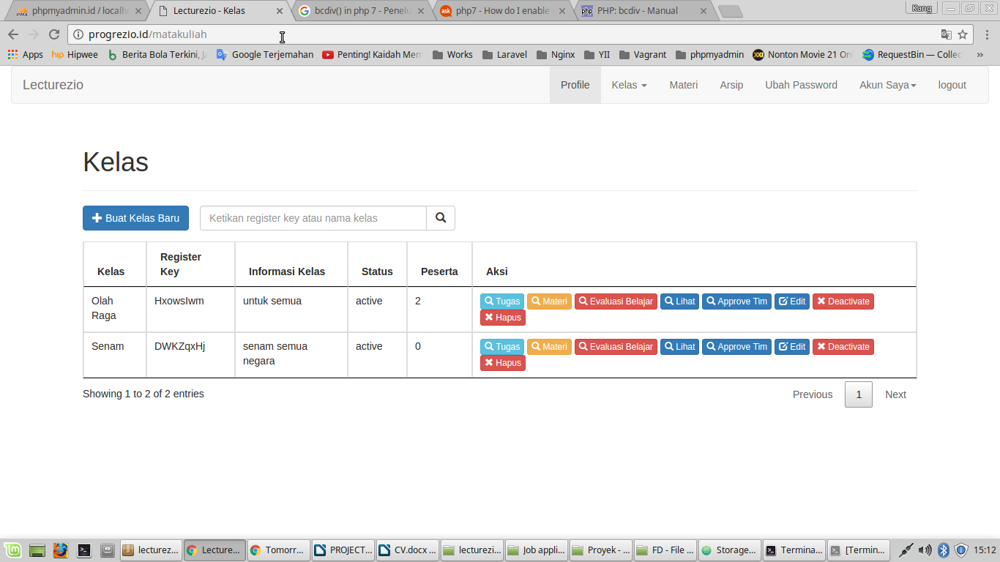 phpmyadmin.id / localh
Lecturezio - Kelas
bcdiv() in php 7 - Penelu
php7 - How do I enable
PHP: bcdiv - Manual
Kang
progrezio.id/matakuliah
Apps
Hipwee
Berita Bola Terkini, J
Google Terjemahan
Penting! Kaidah Mem
Works
Laravel
Nginx
YII
Vagrant
phpmyadmin
Nonton Movie 21 Onl
RequestBin — Collec
»
Lecturezio
Profile
Kelas
Materi
Arsip
Ubah Password
Akun Saya
logout
Kelas
Buat Kelas Baru
Ketikan register key atau nama kelas
Kelas
Register
Key
Informasi Kelas
Status
Peserta
Aksi
Olah
Raga
HxowsIwm
untuk semua
active
2
Tugas
Materi
Evaluasi Belajar
Lihat
Approve Tim
Edit
Deactivate
Hapus
Senam
DWKZqxHj
senam semua
negara
active
0
Tugas
Materi
Evaluasi Belajar
Lihat
Approve Tim
Edit
Deactivate
Hapus
Showing 1 to 2 of 2 entries
Previous
1
Next
lecturez...
Lecture...
Tomorr...
PROJECT...
CV.docx ...
lecturezi...
Job appli...
Proyek - ...
FD - File ...
Storage...
Termina...
[Termin...
15:12